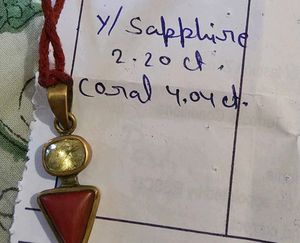 Y/ Sapphire
2.20 ct.
Coral 4.04 ct.